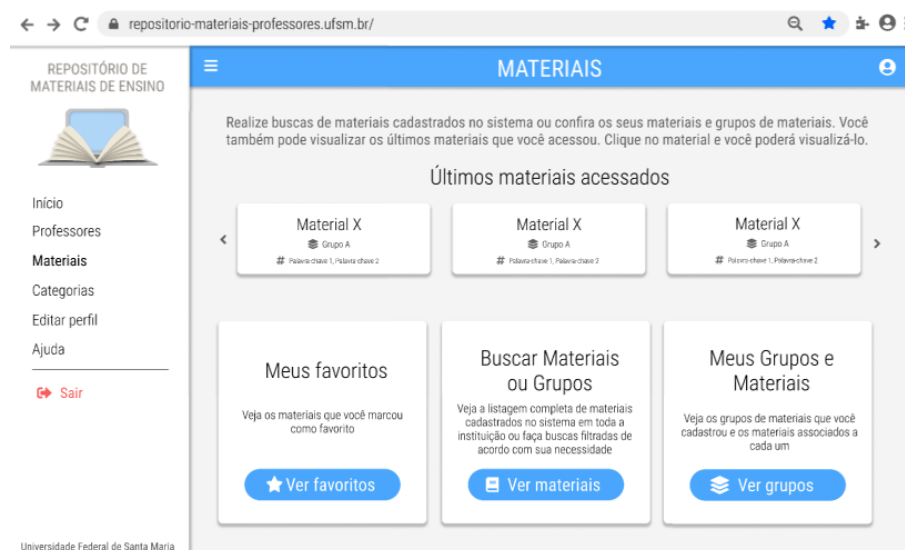 repositorio-materiais-professores.ufsm.br/
REPOSITÓRIO DE
MATERIAIS DE ENSINO
Início
Professores
Materiais
Categorias
Editar perfil
Ajuda
Sair
Universidade Federal de Santa Maria
MATERIAIS
Realize buscas de materiais cadastrados no sistema ou confira os seus materiais e grupos de materiais. Você
também pode visualizar os últimos materiais que você acessou. Clique no material e você poderá visualizá-lo.
Últimos materiais acessados
Material X
Grupo A
# Palavra-chave 1, Palavra-chave 2
Material X
Grupo A
# Palavra-chave 1, Palavra-chave 2
Material X
Grupo A
# Palavra-chave 1, Palavra-chave 2
Meus favoritos
Veja os materiais que você marcou
como favorito
Ver favoritos
Buscar Materiais
ou Grupos
Veja a listagem completa de materiais
cadastrados no sistema em toda a
instituição ou faça buscas filtradas de
acordo com sua necessidade
Ver materiais
Meus Grupos e
Materiais
Veja os grupos de materiais que você
cadastrou e os materiais associados a
cada um
Ver grupos